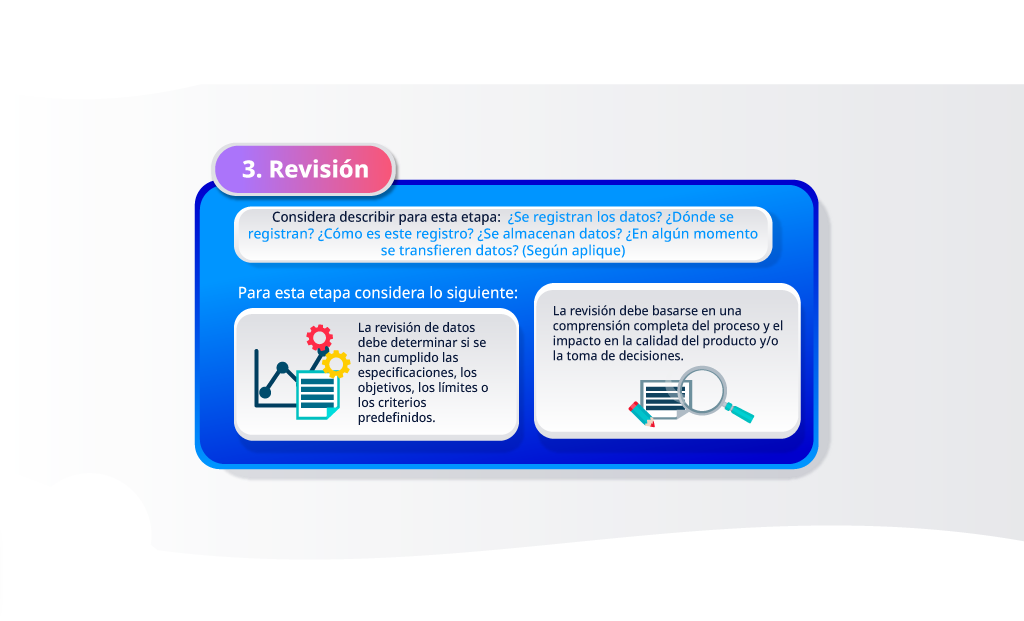 3. Revisión
Considera describir para esta etapa: ¿Se registran los datos? ¿Dónde se
registran? ¿Cómo es este registro? ¿Se almacenan datos? ¿En algún momento
se transfieren datos? (Según aplique)
Para esta etapa considera lo siguiente:
La revisión de datos
debe determinar si se
han cumplido las
especificaciones, los
objetivos, los límites o
los criterios
predefinidos.
La revisión debe basarse en una
comprensión completa del proceso y el
impacto en la calidad del producto y/o
la toma de decisiones.